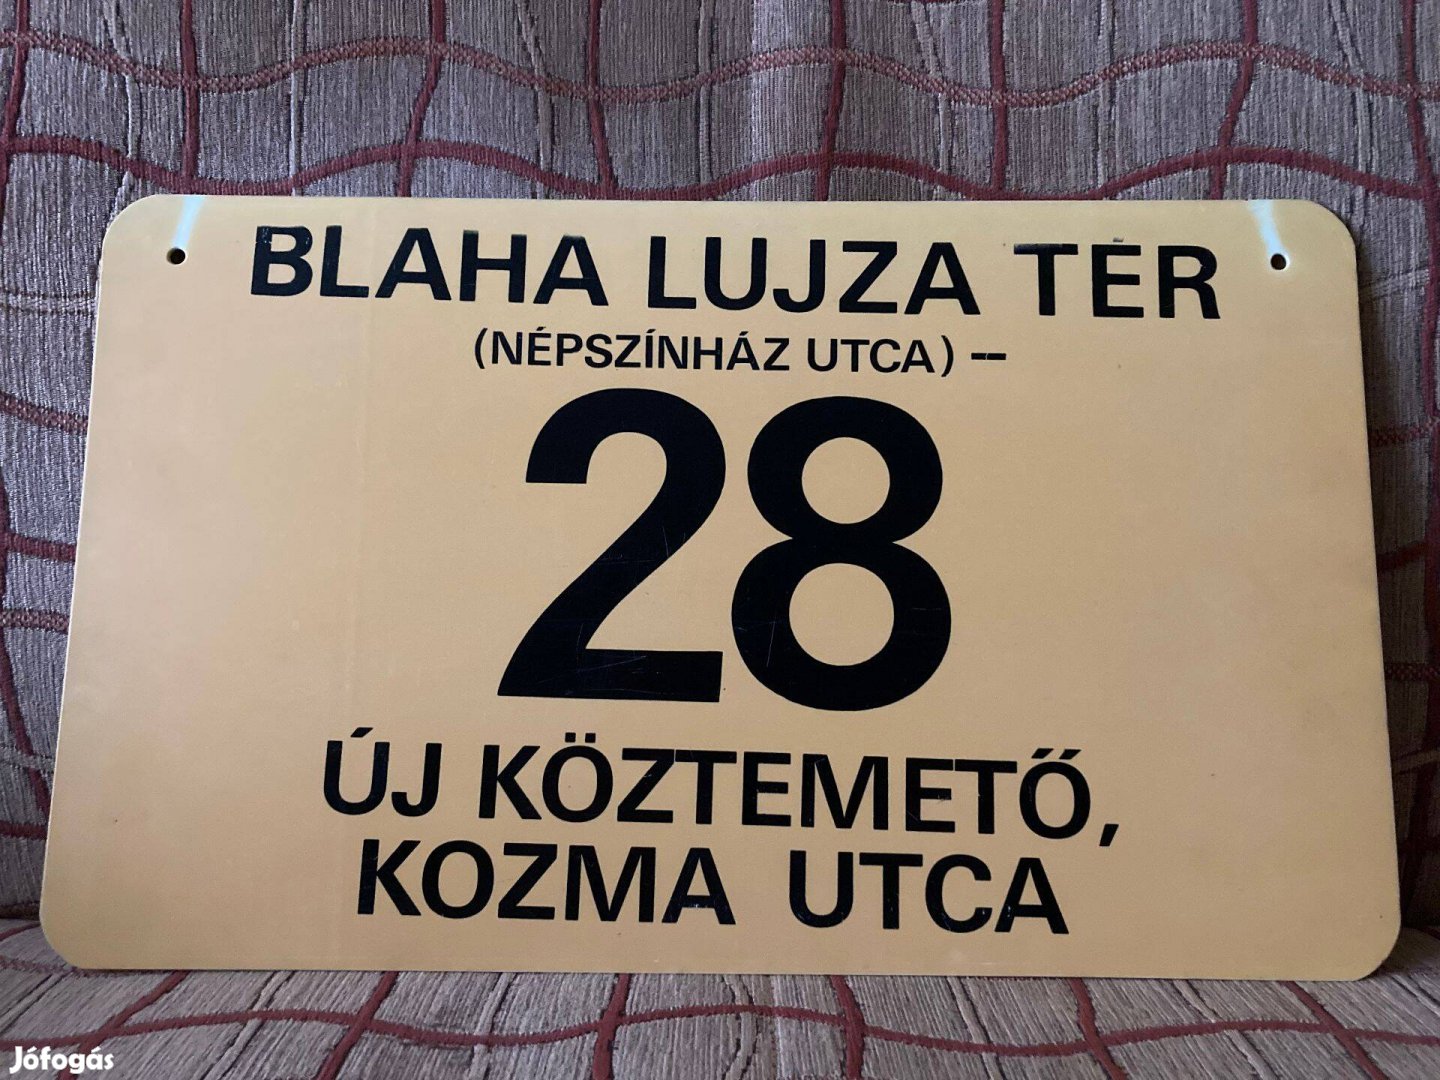 BLAHA LUJZA TÉR
(NÉPSZÍNHÁZ UTCA) --
28
ÚJ KÖZTEMETŐ,
KOZMA UTCA
Jófogás